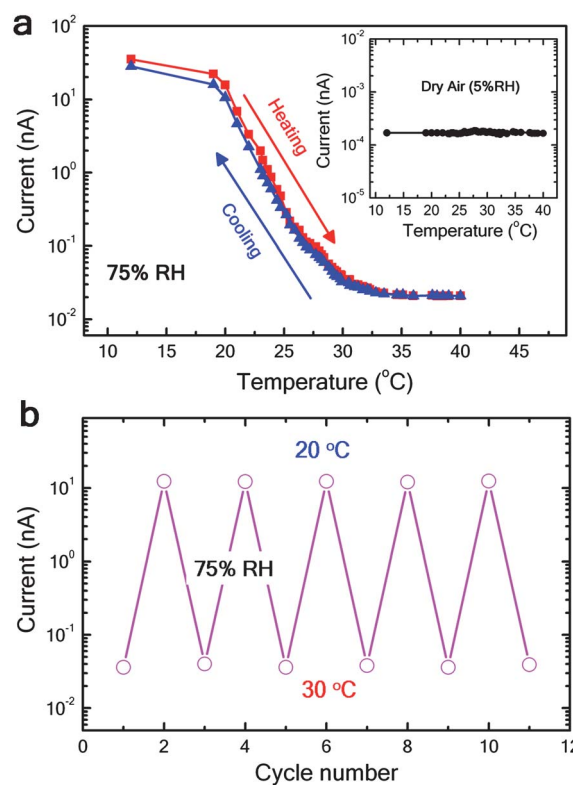 a
10²
10¹
10⁰
10⁻¹
10⁻²
Current (nA)
Heating
Cooling
75% RH
10 15 20 25 30 35 40 45
Temperature (°C)
10⁻²
10⁻³
10⁻⁴
10⁻⁵
Current (nA)
Dry Air (5%RH)
10 15 20 25 30 35 40
Temperature (°C)
b
10¹
10⁰
10⁻¹
10⁻²
Current (nA)
20 °C
75% RH
30 °C
0 2 4 6 8 10 12
Cycle number